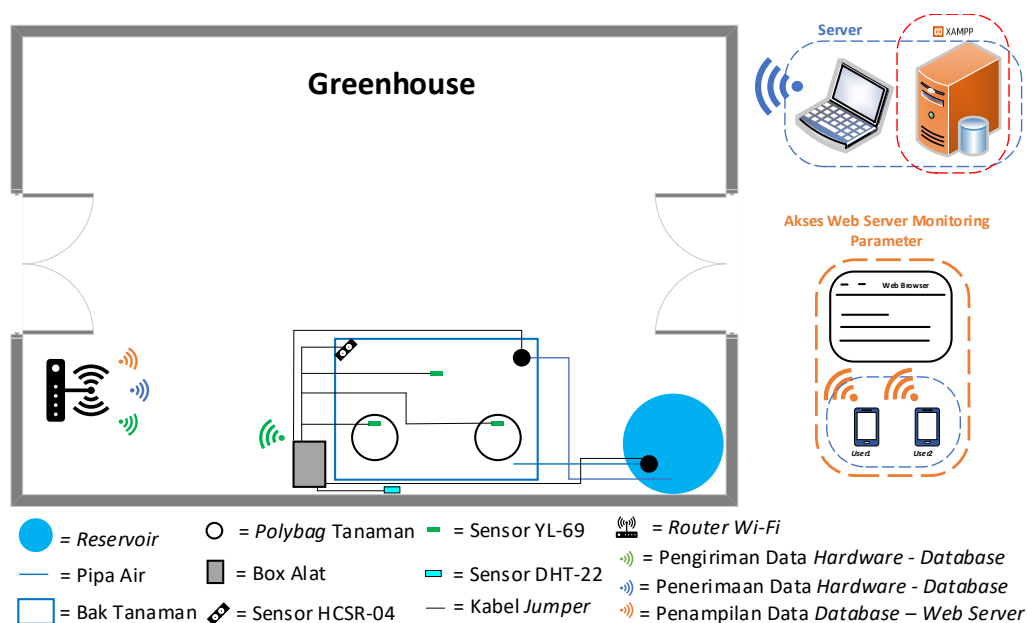 Server
XAMPP
Greenhouse
Akses Web Server Monitoring
Parameter
Web Browser
User1
User2
= Reservoir
= Polybag Tanaman
= Sensor YL-69
= Router Wi-Fi
= Pengiriman Data Hardware - Database
= Pipa Air
= Box Alat
= Sensor DHT-22
= Penerimaan Data Hardware - Database
= Bak Tanaman
= Sensor HCSR-04
= Kabel Jumper
= Penampilan Data Database – Web Server